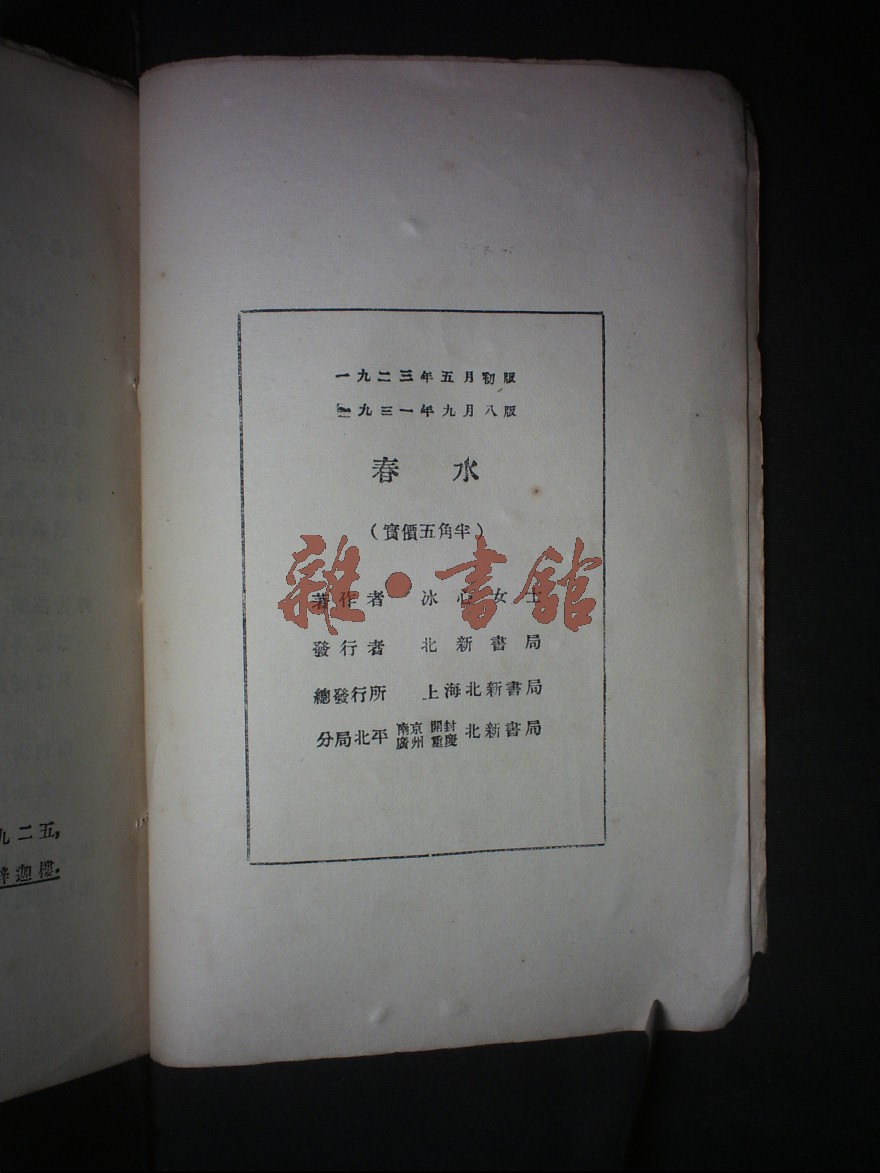 一九二三年五月初版
一九三一年九月八版
春水
（實價五角半）
雜·書館
著作者 冰心女士
發行者 北新書局
總發行所 上海北新書局
分局北平 南京 開封 廣州 重慶 北新書局
九二五，
迦樓．